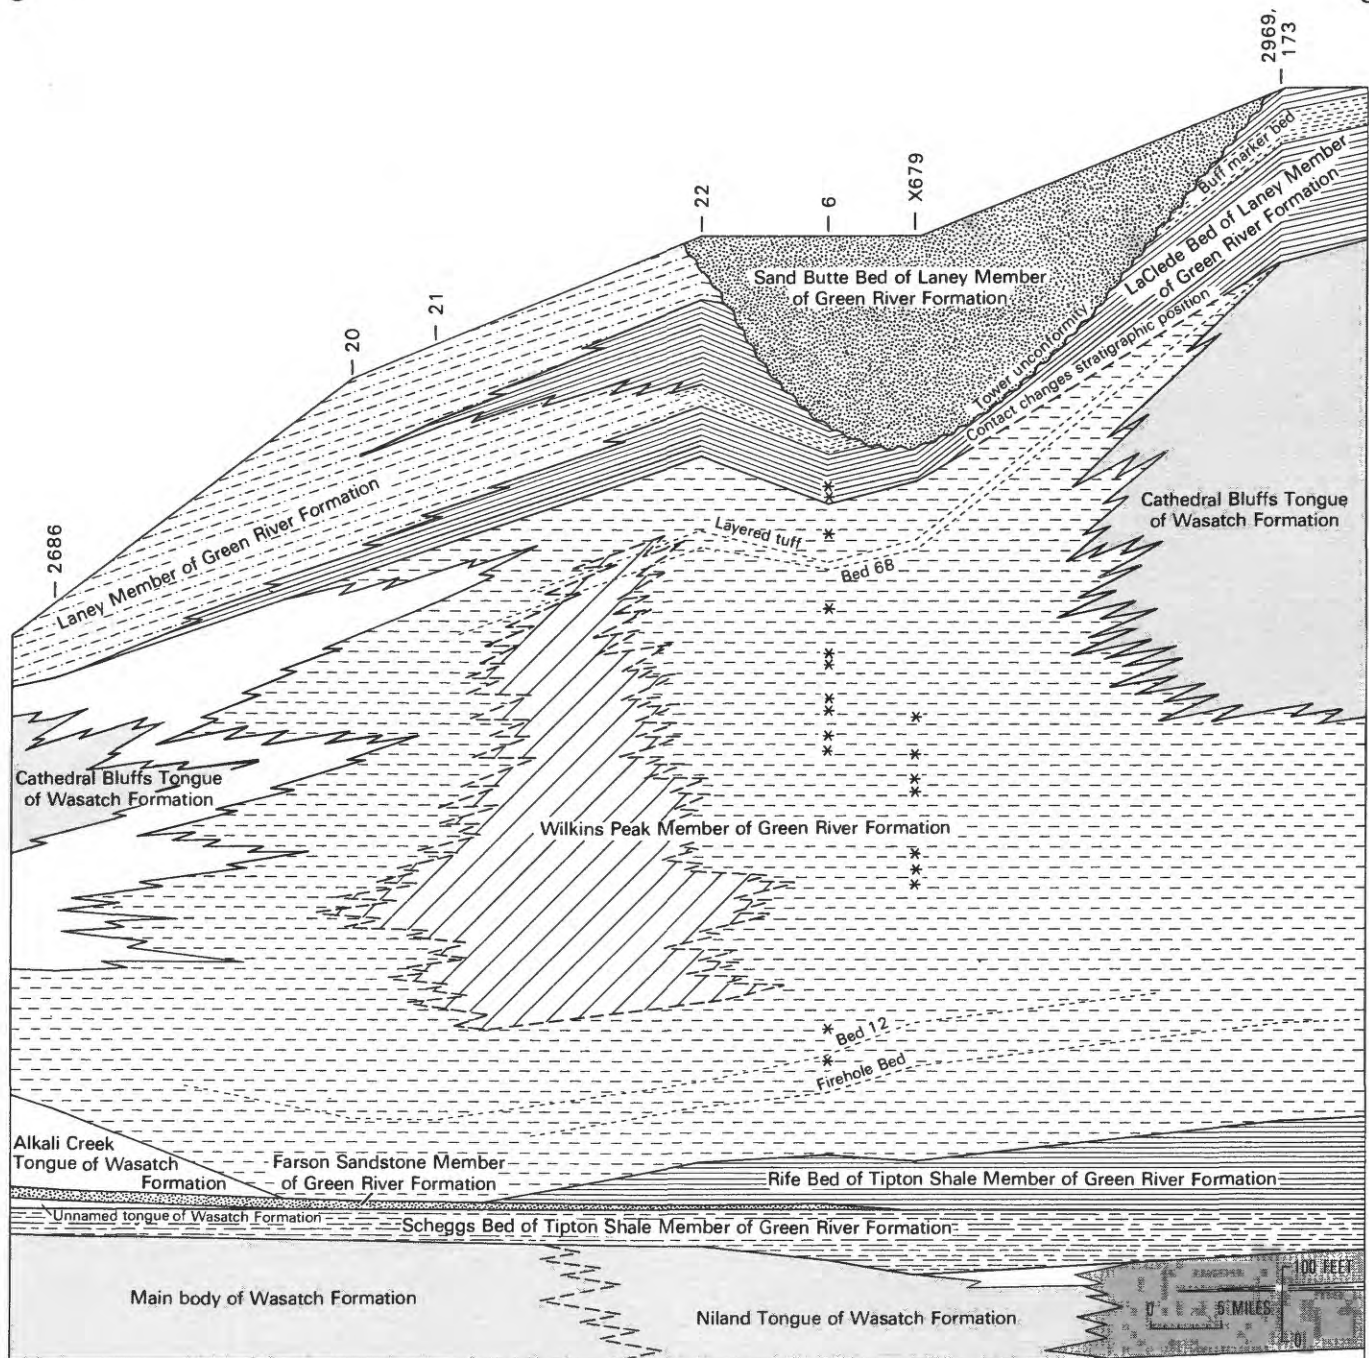 2969,
173
22
6
X679
20
21
2686
Buff marker bed
LaClede Bed of Laney Member
of Green River Formation
Sand Butte Bed of Laney Member
of Green River Formation
Tower unconformity
Contact changes stratigraphic position
Laney Member of Green River Formation
Layered tuff
Bed 68
Cathedral Bluffs Tongue
of Wasatch Formation
Cathedral Bluffs Tongue
of Wasatch Formation
Wilkins Peak Member of Green River Formation
Bed 12
Firehole Bed
Alkali Creek
Tongue of Wasatch
Formation
Farson Sandstone Member
of Green River Formation
Rife Bed of Tipton Shale Member of Green River Formation
Unnamed tongue of Wasatch Formation
Scheggs Bed of Tipton Shale Member of Green River Formation
Main body of Wasatch Formation
Niland Tongue of Wasatch Formation
100 FEET
0 5 MILES
0